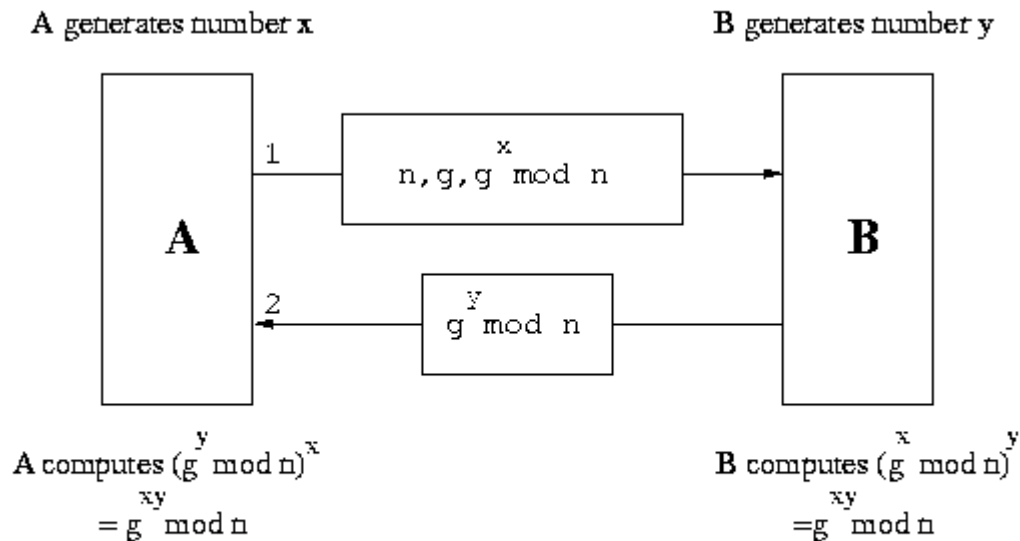 A generates number x
B generates number y
A
1
n,g,g^x mod n
B
2
g^y mod n
A computes (g^y mod n)^x
= g^xy mod n
B computes (g^x mod n)^y
=g^xy mod n